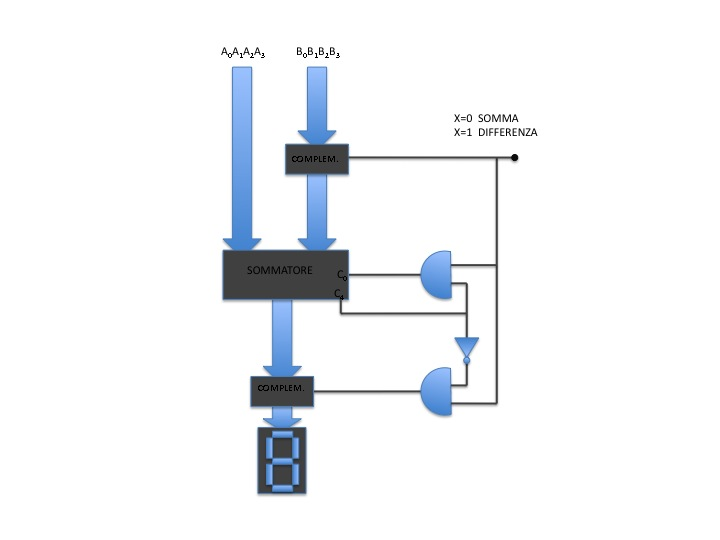 A₀A₁A₂A₃ B₀B₁B₂B₃
X=0 SOMMA
X=1 DIFFERENZA
COMPLEM.
SOMMATORE
C₀
C₄
COMPLEM.